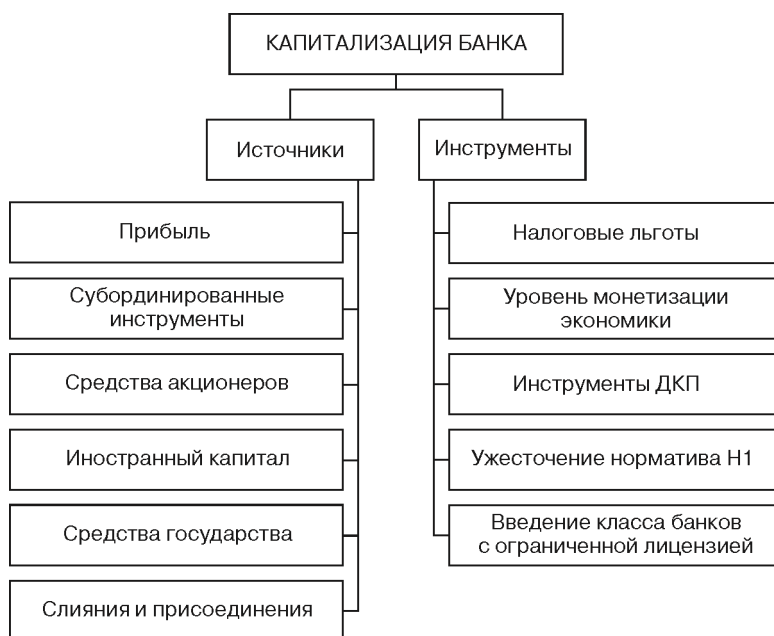 КАПИТАЛИЗАЦИЯ БАНКА
Источники
Прибыль
Субординированные
инструменты
Средства акционеров
Иностранный капитал
Средства государства
Слияния и присоединения
Инструменты
Налоговые льготы
Уровень монетизации
экономики
Инструменты ДКП
Ужесточение норматива Н1
Введение класса банков
с ограниченной лицензией